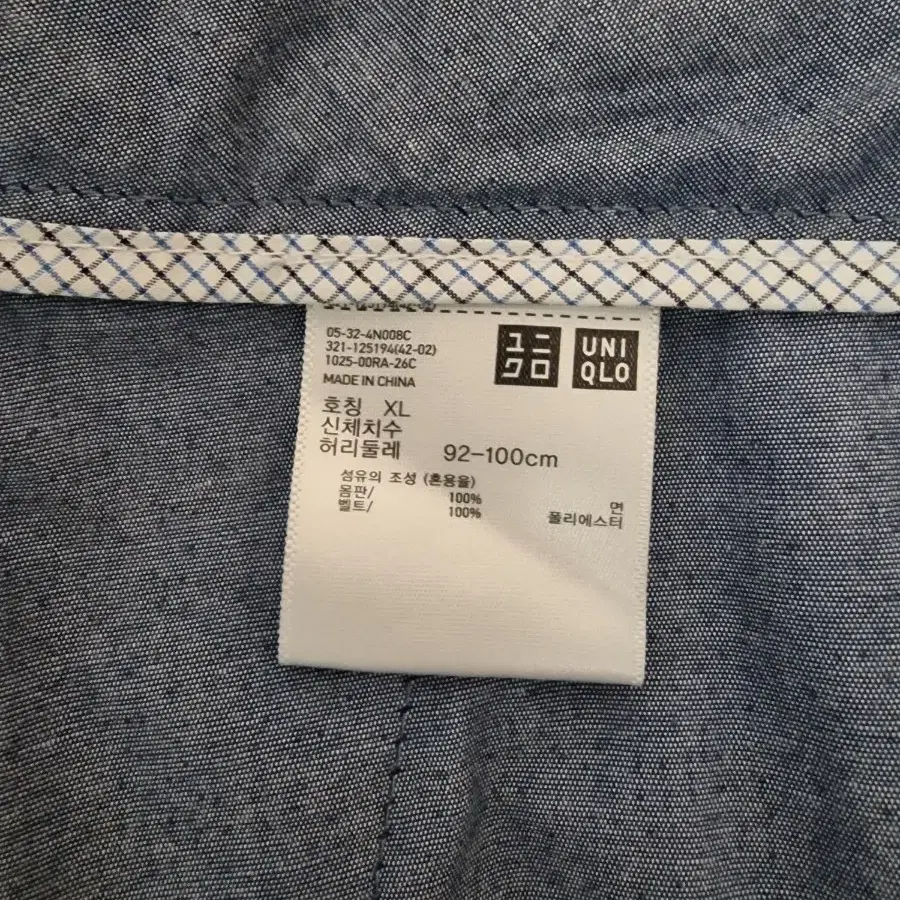 05-32-4N008C
321-125194(42-02)
1025-00RA-26C
MADE IN CHINA
ユニ
クロ
UNI
QLO
호칭 XL
신체치수
허리둘레 92-100cm
섬유의 조성 (혼용율)
몸판/ 100% 면
벨트/ 100% 폴리에스터